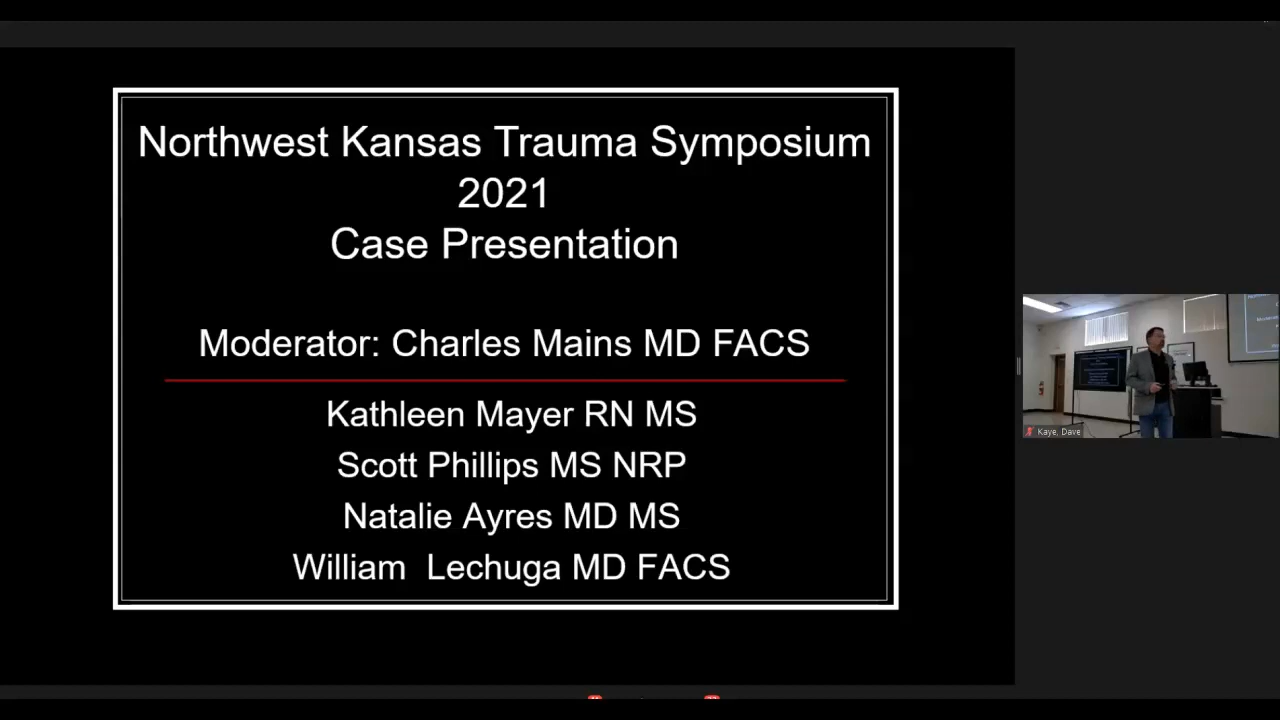 Northwest Kansas Trauma Symposium
2021
Case Presentation
Moderator: Charles Mains MD FACS
Kathleen Mayer RN MS
Scott Phillips MS NRP
Natalie Ayres MD MS
William Lechuga MD FACS
Kaye, Dave